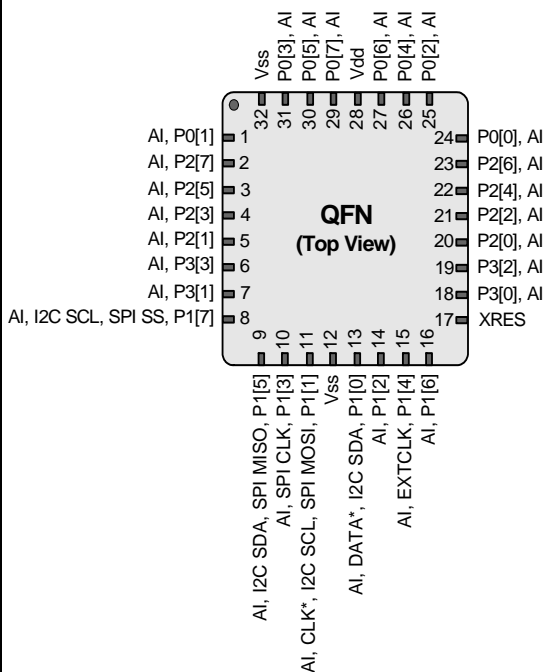 Vss
P0[3], AI
P0[5], AI
P0[7], AI
Vdd
P0[6], AI
P0[4], AI
P0[2], AI
32
31
30
29
28
27
26
25
AI, P0[1] 1
AI, P2[7] 2
AI, P2[5] 3
AI, P2[3] 4
AI, P2[1] 5
AI, P3[3] 6
AI, P3[1] 7
AI, I2C SCL, SPI SS, P1[7] 8
QFN
(Top View)
24 P0[0], AI
23 P2[6], AI
22 P2[4], AI
21 P2[2], AI
20 P2[0], AI
19 P3[2], AI
18 P3[0], AI
17 XRES
9
10
11
12
13
14
15
16
AI, I2C SDA, SPI MISO, P1[5]
AI, SPI CLK, P1[3]
AI, CLK*, I2C SCL, SPI MOSI, P1[1]
Vss
AI, DATA*, I2C SDA, P1[0]
AI, P1[2]
AI, EXTCLK, P1[4]
AI, P1[6]